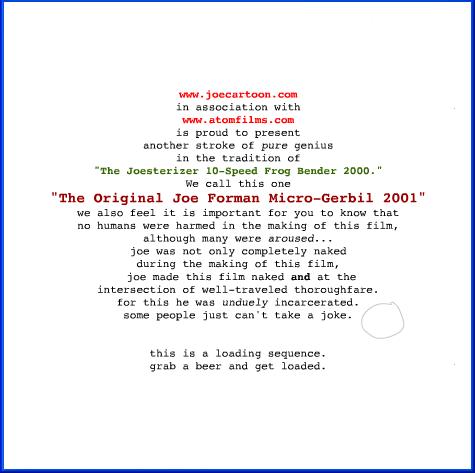 www.joecartoon.com
in association with
www.atomfilms.com
is proud to present
another stroke of pure genius
in the tradition of
"The Joesterizer 10-Speed Frog Bender 2000."
We call this one
"The Original Joe Forman Micro-Gerbil 2001"
we also feel it is important for you to know that
no humans were harmed in the making of this film,
although many were aroused...
joe was not only completely naked
during the making of this film,
joe made this film naked and at the
intersection of well-traveled thoroughfare.
for this he was unduely incarcerated.
some people just can't take a joke.
this is a loading sequence.
grab a beer and get loaded.